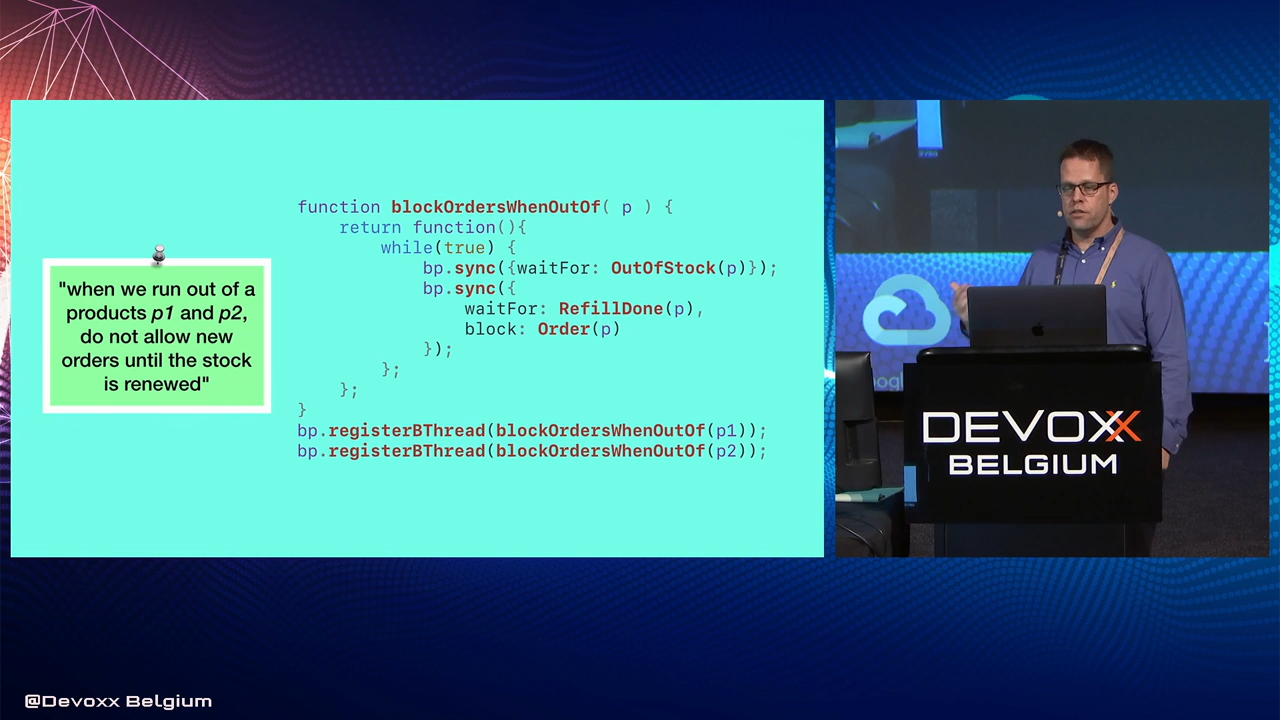 "when we run out of a
products p1 and p2,
do not allow new
orders until the stock
is renewed"
function blockOrdersWhenOutOf( p ) {
    return function(){
        while(true) {
            bp.sync({waitFor: OutOfStock(p)});
            bp.sync({
                waitFor: RefillDone(p),
                block: Order(p)
            });
        };
    };
}
bp.registerBThread(blockOrdersWhenOutOf(p1));
bp.registerBThread(blockOrdersWhenOutOf(p2));
DEVOXX
BELGIUM
@Devoxx Belgium